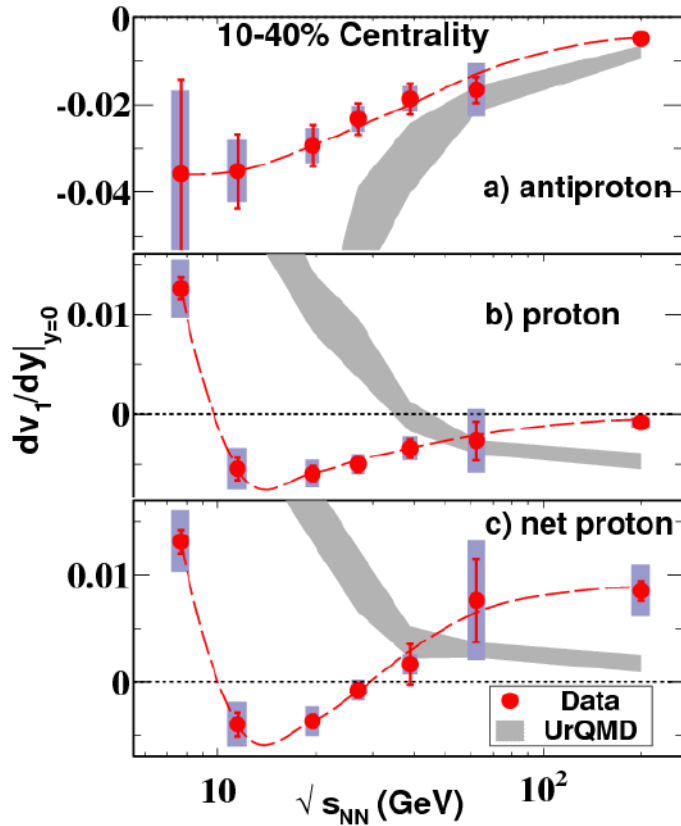 10-40% Centrality
0
-0.02
-0.04
a) antiproton
0.01
0
b) proton
dv₁/dy|y=0
0.01
0
c) net proton
Data
UrQMD
10
10²
√ sNN (GeV)